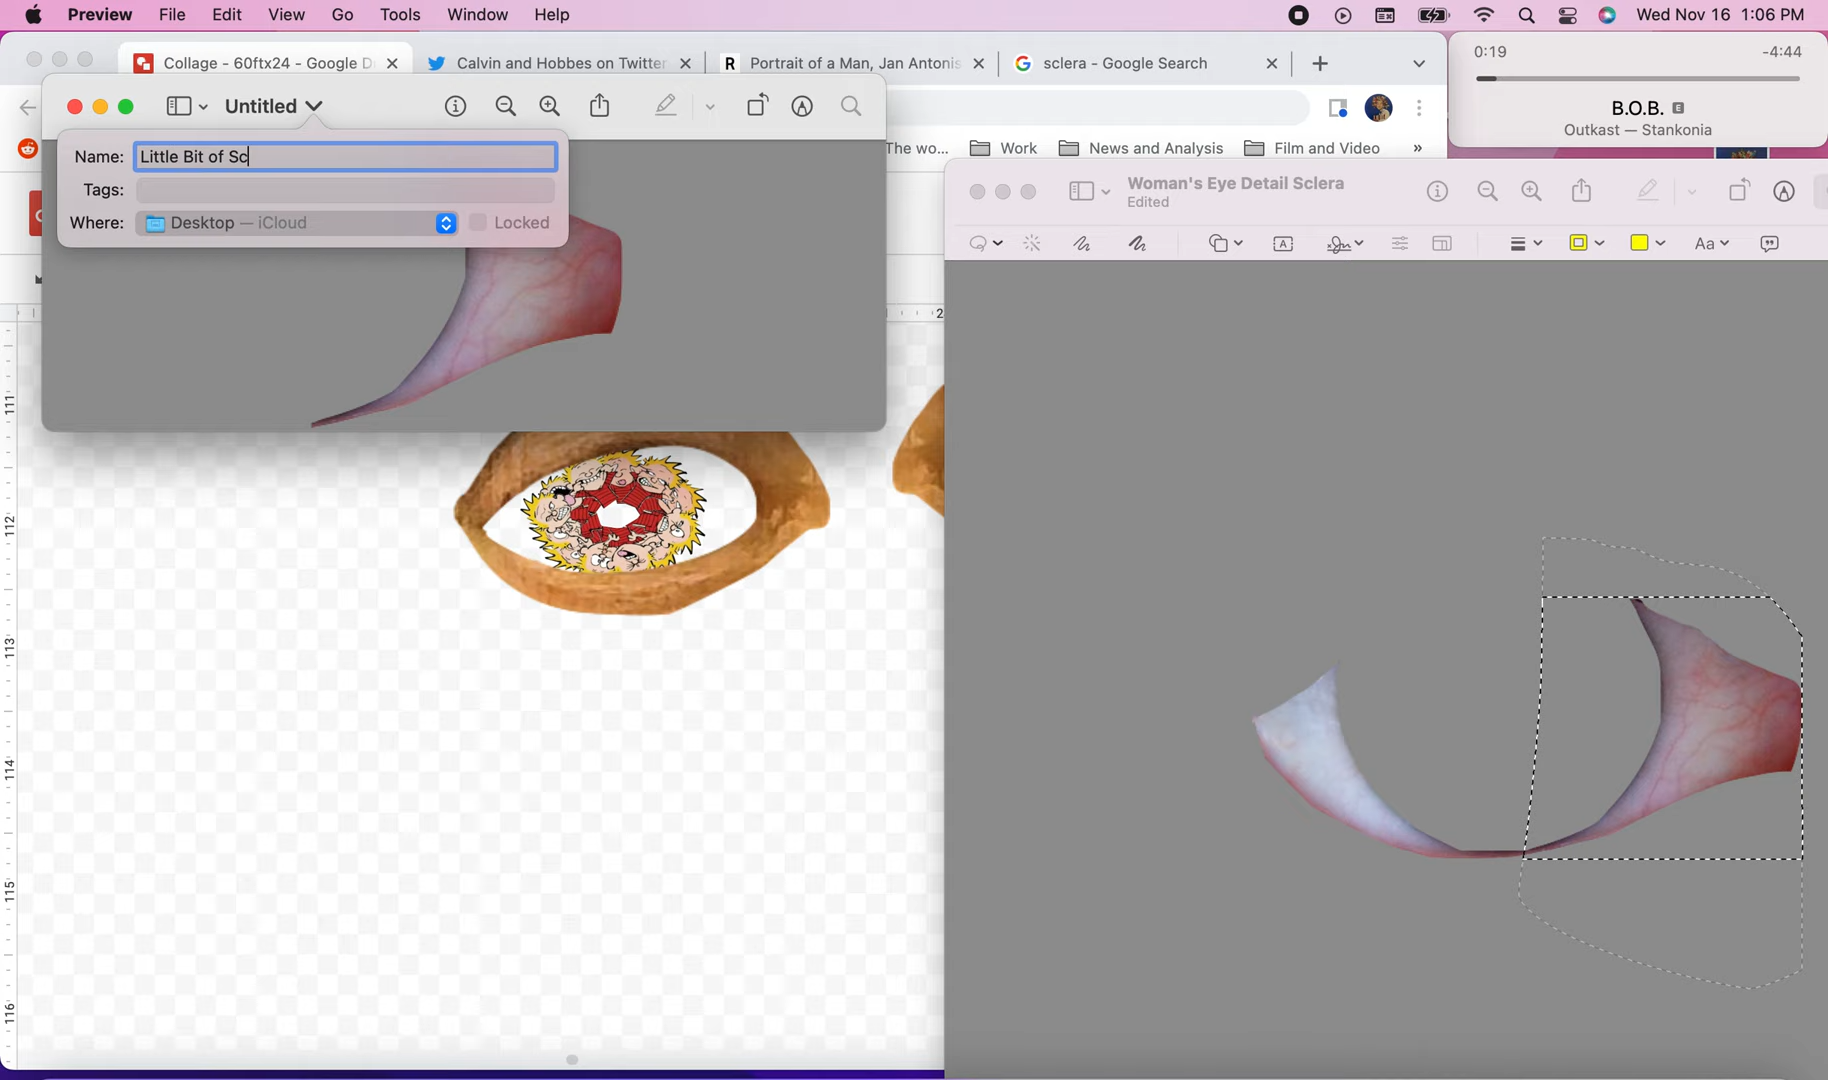 Preview File Edit View Go Tools Window Help Wed Nov 16 1:06 PM
0:19 -4:44
B.O.B. E
Outkast — Stankonia
Collage - 60ftx24 - Google D
Calvin and Hobbes on Twitter
R Portrait of a Man, Jan Antonis
sclera - Google Search
The wo... Work News and Analysis Film and Video »
Untitled
Name: Little Bit of Sc
Tags:
Where: Desktop — iCloud Locked
Woman's Eye Detail Sclera
Edited
A Aa
2
111
112
113
114
115
116